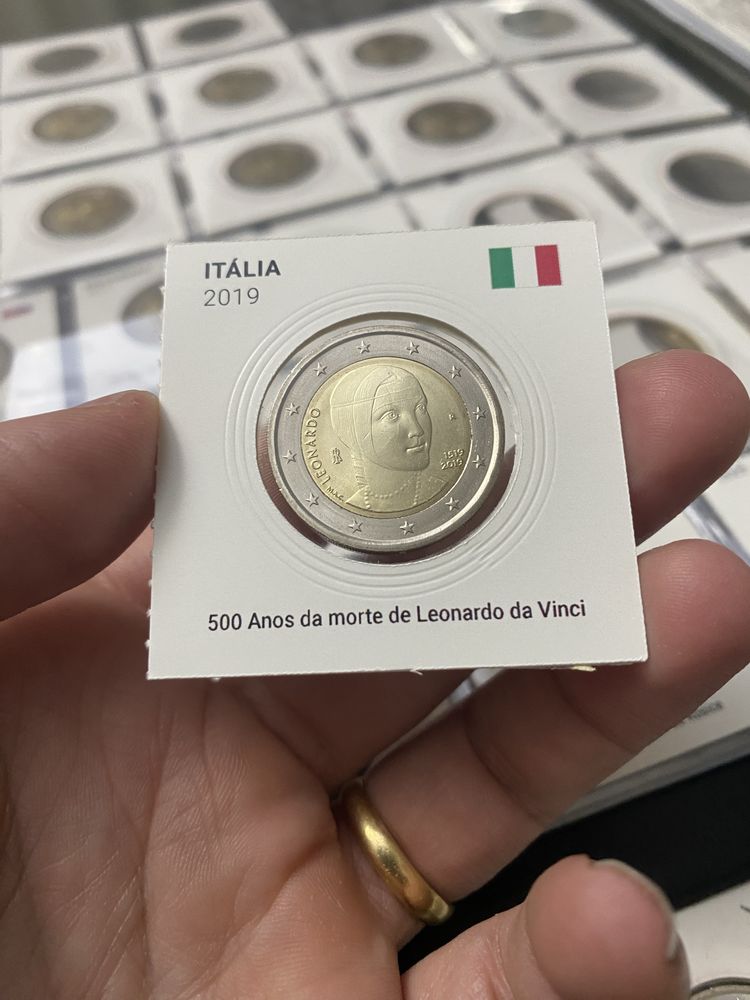 ITÁLIA
2019
LEONARDO
1519
2019
500 Anos da morte de Leonardo da Vinci